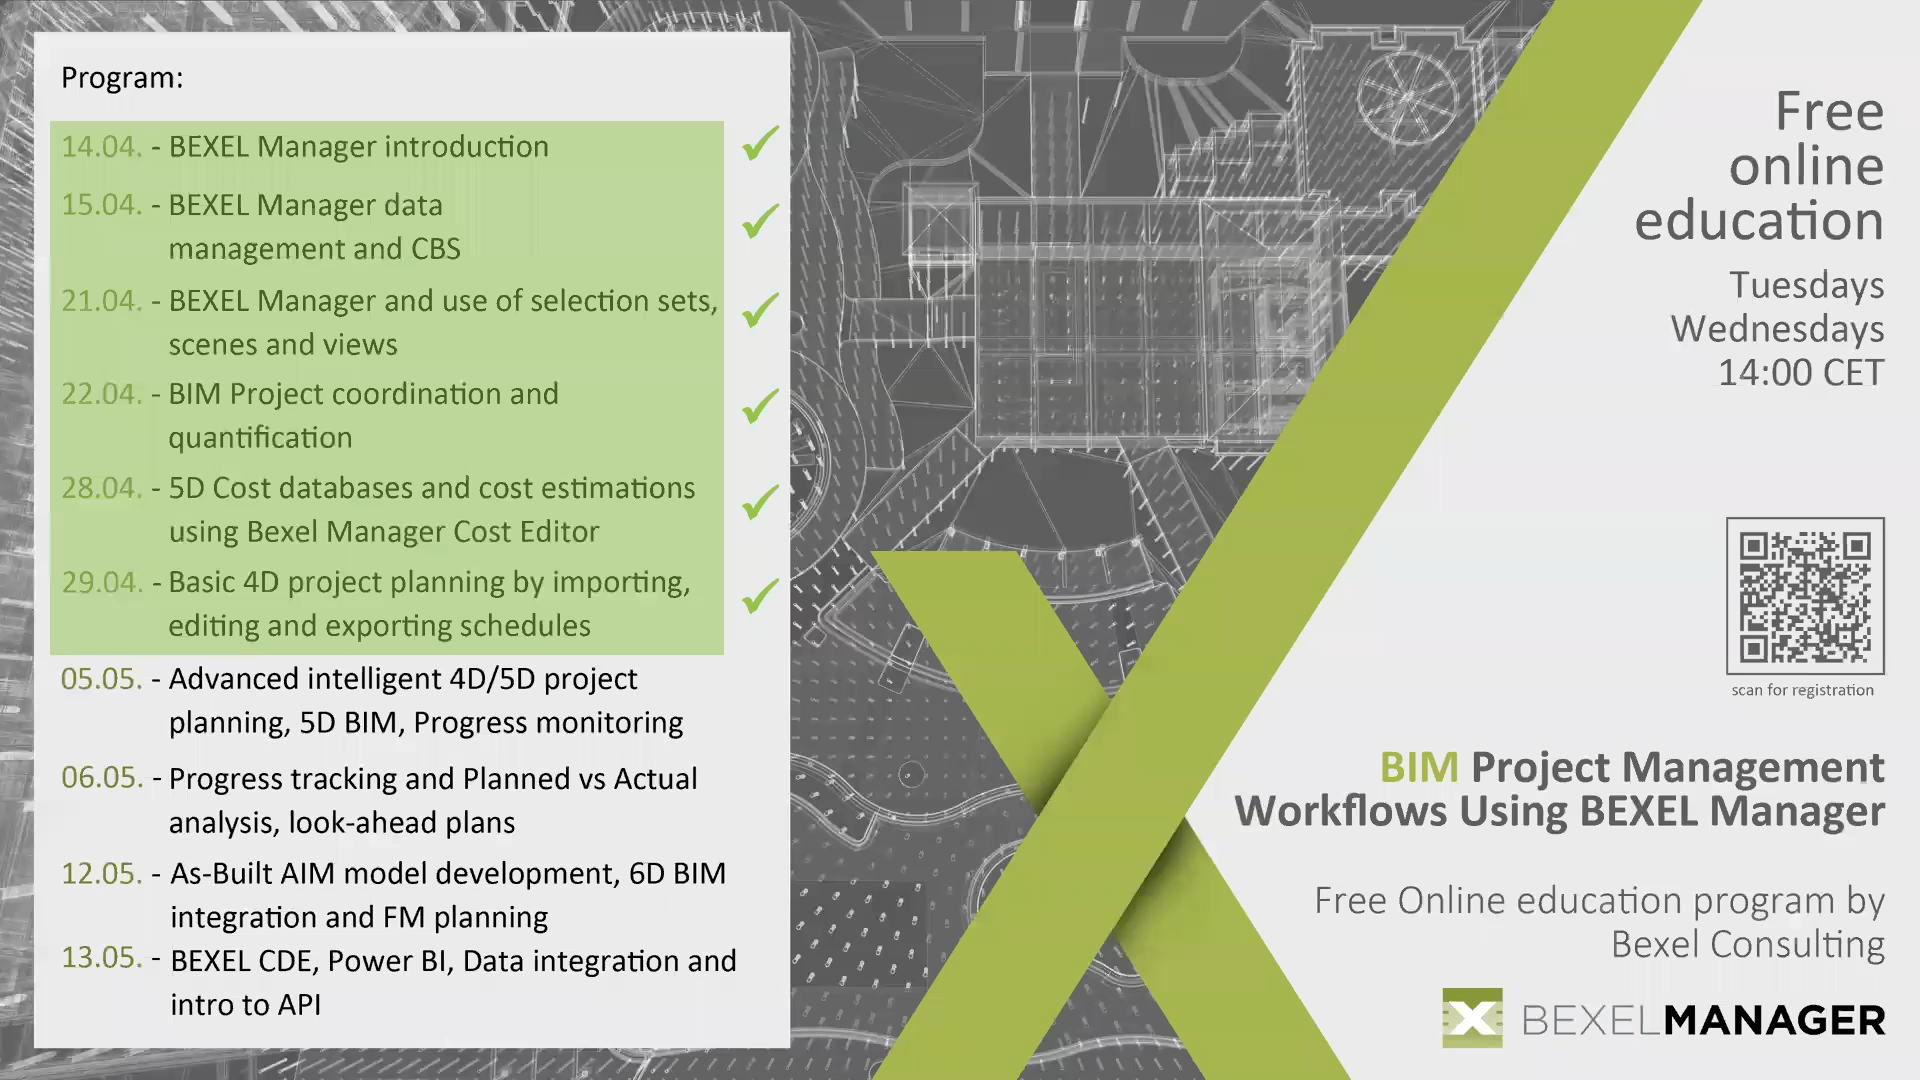 Program:
14.04. - BEXEL Manager introduction
15.04. - BEXEL Manager data
management and CBS
21.04. - BEXEL Manager and use of selection sets,
scenes and views
22.04. - BIM Project coordination and
quantification
28.04. - 5D Cost databases and cost estimations
using Bexel Manager Cost Editor
29.04. - Basic 4D project planning by importing,
editing and exporting schedules
05.05. - Advanced intelligent 4D/5D project
planning, 5D BIM, Progress monitoring
06.05. - Progress tracking and Planned vs Actual
analysis, look-ahead plans
12.05. - As-Built AIM model development, 6D BIM
integration and FM planning
13.05. - BEXEL CDE, Power BI, Data integration and
intro to API
Free
online
education
Tuesdays
Wednesdays
14:00 CET
scan for registration
BIM Project Management
Workflows Using BEXEL Manager
Free Online education program by
Bexel Consulting
BEXELMANAGER